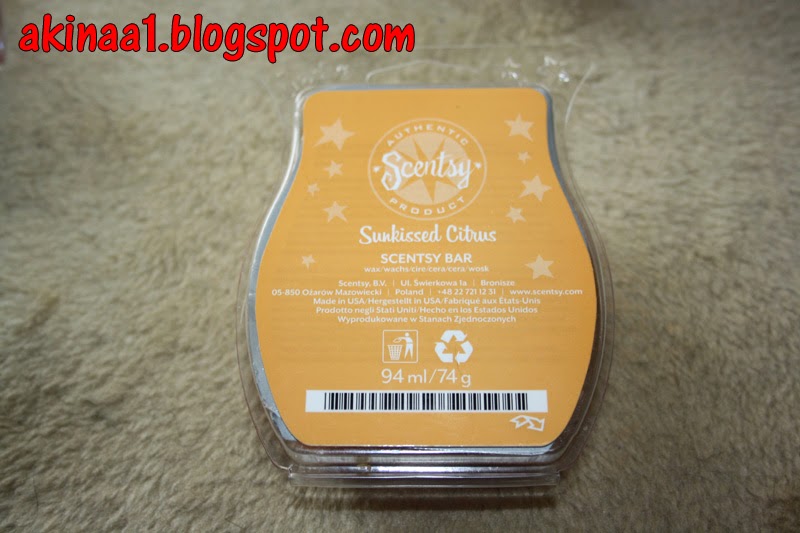 akinaa1.blogspot.com
AUTHENTIC
Scentsy
PRODUCT
Sunkissed Citrus
SCENTSY BAR
wax/wachs/cire/cera/cera/wosk
Scentsy, B.V. | Ul. Świerkowa 1a | Bronisze
05-850 Ożarów Mazowiecki | Poland | +48 22 721 12 31 | www.scentsy.com
Made in USA/Hergestellt in USA/Fabriqué aux États-Unis
Prodotto negli Stati Uniti/Hecho en los Estados Unidos
Wyprodukowane w Stanach Zjednoczonych
94 ml/74 g